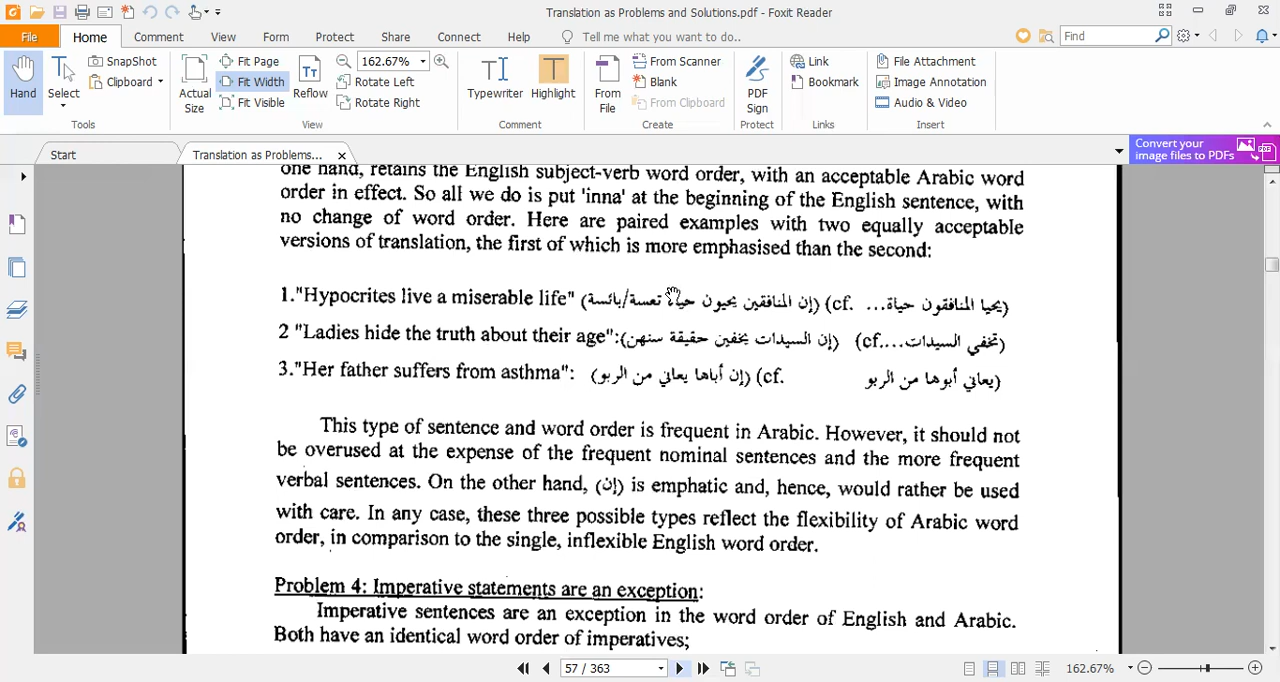 Translation as Problems and Solutions.pdf - Foxit Reader
File Home Comment View Form Protect Share Connect Help Tell me what you want to do.. Find
Hand Select SnapShot Clipboard Actual Size Fit Page Fit Width Fit Visible Reflow 162.67% Rotate Left Rotate Right Typewriter Highlight From File From Scanner Blank From Clipboard PDF Sign Link Bookmark File Attachment Image Annotation Audio & Video
Tools View Comment Create Protect Links Insert
Start Translation as Problems... Convert your image files to PDFs
one hand, retains the English subject-verb word order, with an acceptable Arabic word
order in effect. So all we do is put 'inna' at the beginning of the English sentence, with
no change of word order. Here are paired examples with two equally acceptable
versions of translation, the first of which is more emphasised than the second:
1."Hypocrites live a miserable life" (إن المنافقين يحيون حياة تعسة/بائسة) (cf. يحيا المنافقون حياة...)
2 "Ladies hide the truth about their age":(إن السيدات يخفين حقيقة سنهن) (cf....تخفي السيدات)
3."Her father suffers from asthma": (إن أباها يعاني من الربو) (cf. يعاني أبوها من الربو)
This type of sentence and word order is frequent in Arabic. However, it should not
be overused at the expense of the frequent nominal sentences and the more frequent
verbal sentences. On the other hand, (إن) is emphatic and, hence, would rather be used
with care. In any case, these three possible types reflect the flexibility of Arabic word
order, in comparison to the single, inflexible English word order.
Problem 4: Imperative statements are an exception:
Imperative sentences are an exception in the word order of English and Arabic.
Both have an identical word order of imperatives;
57 / 363 162.67%